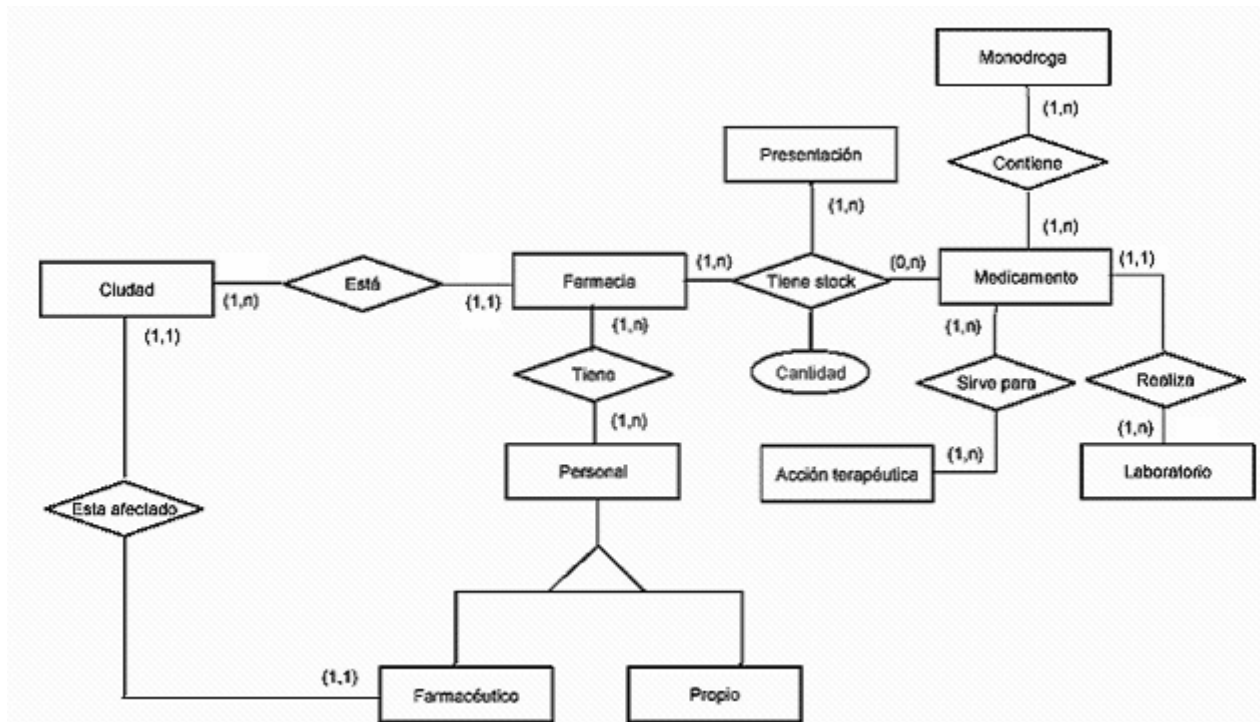 Monodroga
(1,n)
Presentación
Contiene
(1,n)
(1,n)
Ciudad
(1,n)
Está
(1,1)
Farmacia
(1,n)
Tiene stock
(0,n)
Medicamento
(1,1)
(1,1)
(1,n)
(1,n)
Tiene
Cantidad
Sirve para
Realiza
(1,n)
(1,n)
Personal
Acción terapéutica
(1,n)
Laboratorio
Esta afectado
(1,1)
Farmacéutico
Propio